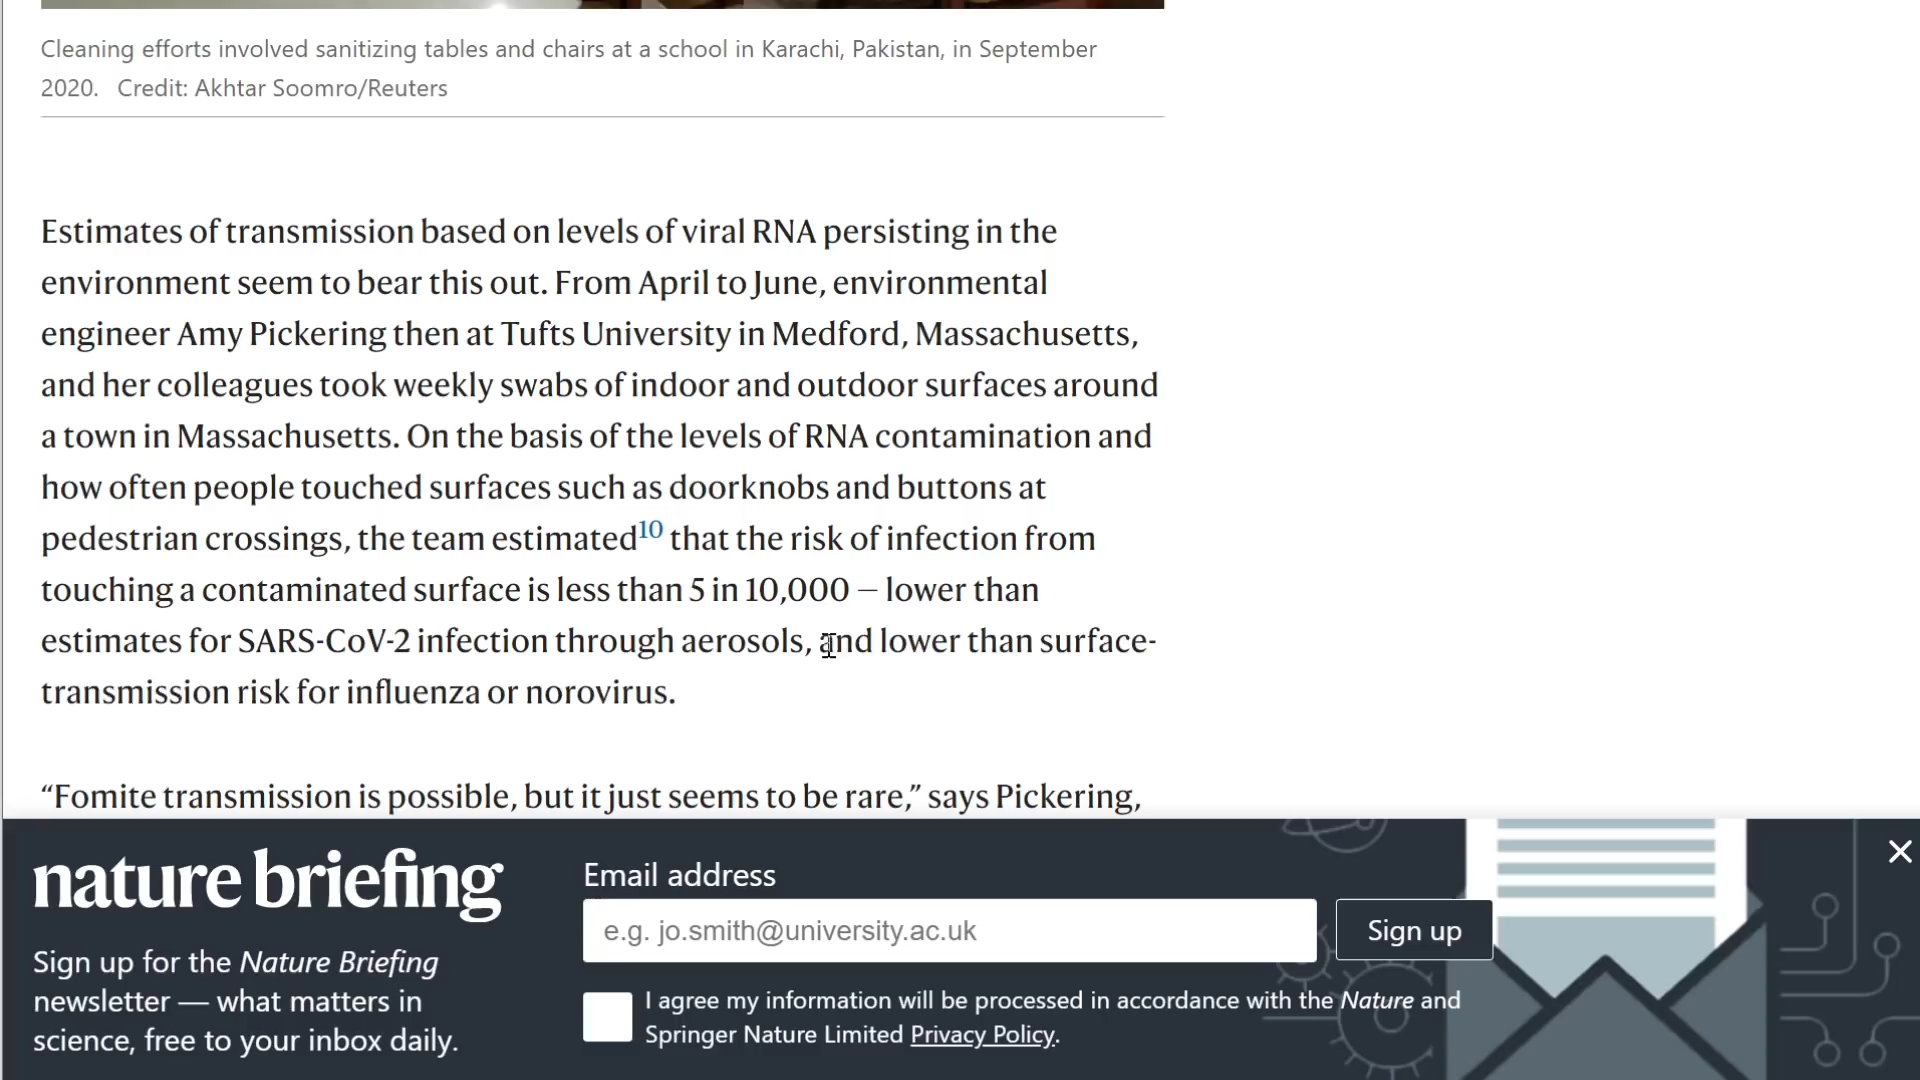 Cleaning efforts involved sanitizing tables and chairs at a school in Karachi, Pakistan, in September
2020. Credit: Akhtar Soomro/Reuters
Estimates of transmission based on levels of viral RNA persisting in the
environment seem to bear this out. From April to June, environmental
engineer Amy Pickering then at Tufts University in Medford, Massachusetts,
and her colleagues took weekly swabs of indoor and outdoor surfaces around
a town in Massachusetts. On the basis of the levels of RNA contamination and
how often people touched surfaces such as doorknobs and buttons at
pedestrian crossings, the team estimated10 that the risk of infection from
touching a contaminated surface is less than 5 in 10,000 — lower than
estimates for SARS-CoV-2 infection through aerosols, and lower than surface-
transmission risk for influenza or norovirus.
“Fomite transmission is possible, but it just seems to be rare,” says Pickering,
nature briefing
Sign up for the Nature Briefing
newsletter — what matters in
science, free to your inbox daily.
Email address
e.g. jo.smith@university.ac.uk
Sign up
I agree my information will be processed in accordance with the Nature and
Springer Nature Limited Privacy Policy.